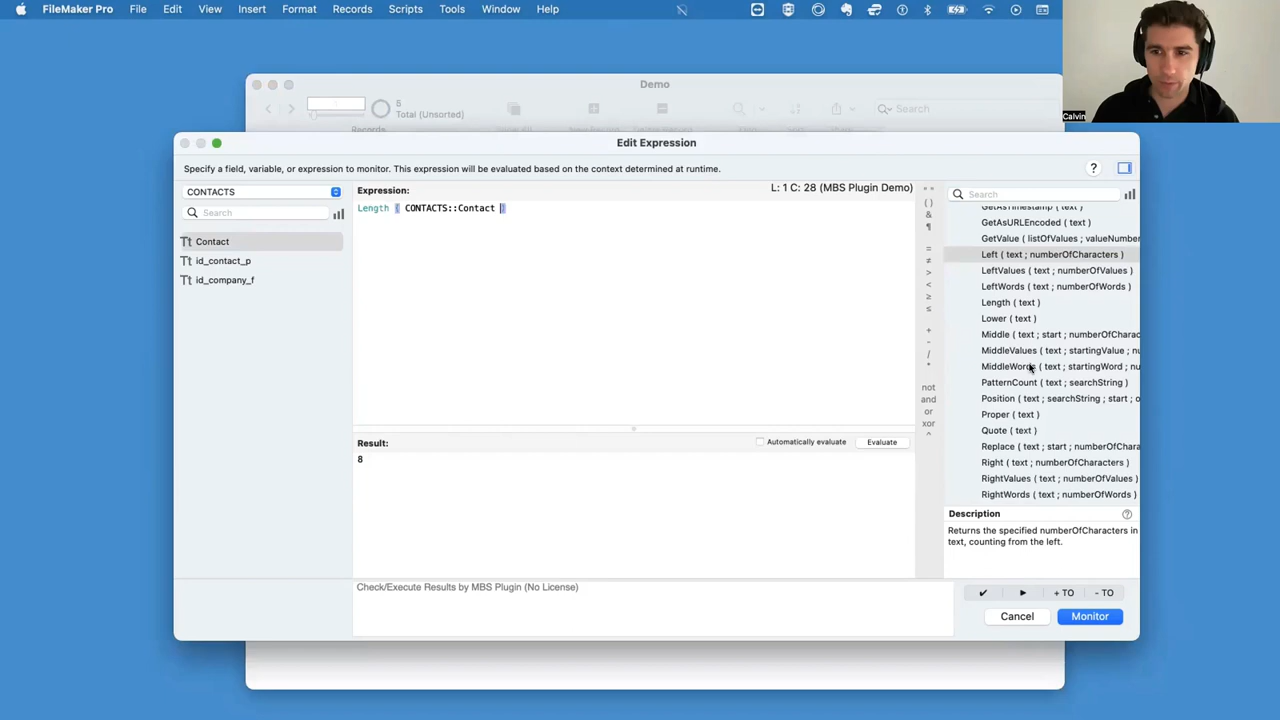 FileMaker Pro File Edit View Insert Format Records Scripts Tools Window Help
Calvin
Demo
5
Total (Unsorted)
Search
Records
Edit Expression
Specify a field, variable, or expression to monitor. This expression will be evaluated based on the context determined at runtime.
?
CONTACTS
Search
Contact
id_contact_p
id_company_f
Expression:
L: 1 C: 28 (MBS Plugin Demo)
Length ( CONTACTS::Contact )
Result:
Automatically evaluate
Evaluate
8
Check/Execute Results by MBS Plugin (No License)
" "
( )
&
¶
=
≠
>
<
≥
≤
+
-
/
*
not
and
or
xor
^
Search
GetAsTimestamp ( text )
GetAsURLEncoded ( text )
GetValue ( listOfValues ; valueNumber
Left ( text ; numberOfCharacters )
LeftValues ( text ; numberOfValues )
LeftWords ( text ; numberOfWords )
Length ( text )
Lower ( text )
Middle ( text ; start ; numberOfCharac
MiddleValues ( text ; startingValue ; nu
MiddleWords ( text ; startingWord ; nu
PatternCount ( text ; searchString )
Position ( text ; searchString ; start ; o
Proper ( text )
Quote ( text )
Replace ( text ; start ; numberOfChara
Right ( text ; numberOfCharacters )
RightValues ( text ; numberOfValues )
RightWords ( text ; numberOfWords )
Description
Returns the specified numberOfCharacters in
text, counting from the left.
+ TO
- TO
Cancel
Monitor